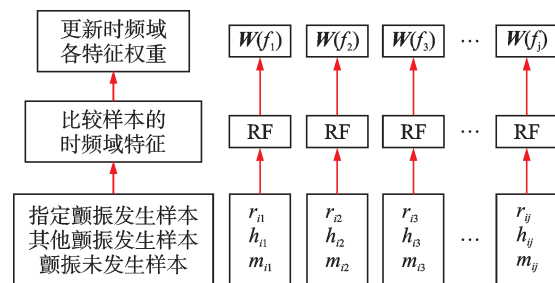 更新时频域
各特征权重
W(f₁) W(f₂) W(f₃) … W(fⱼ)
比较样本的
时频域特征
RF RF RF … RF
指定颤振发生样本
其他颤振发生样本
颤振未发生样本
rᵢ₁ rᵢ₂ rᵢ₃ rᵢⱼ
hᵢ₁ hᵢ₂ hᵢ₃ … hᵢⱼ
mᵢ₁ mᵢ₂ mᵢ₃ mᵢⱼ